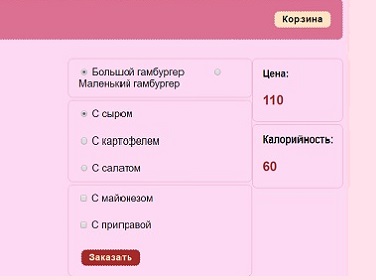 Корзина
Большой гамбургер
Маленький гамбургер
С сыром
С картофелем
С салатом
С майонезом
С приправой
Заказать
Цена:
110
Калорийность:
60